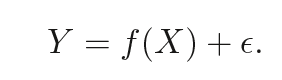 Y = f(X) + ϵ.